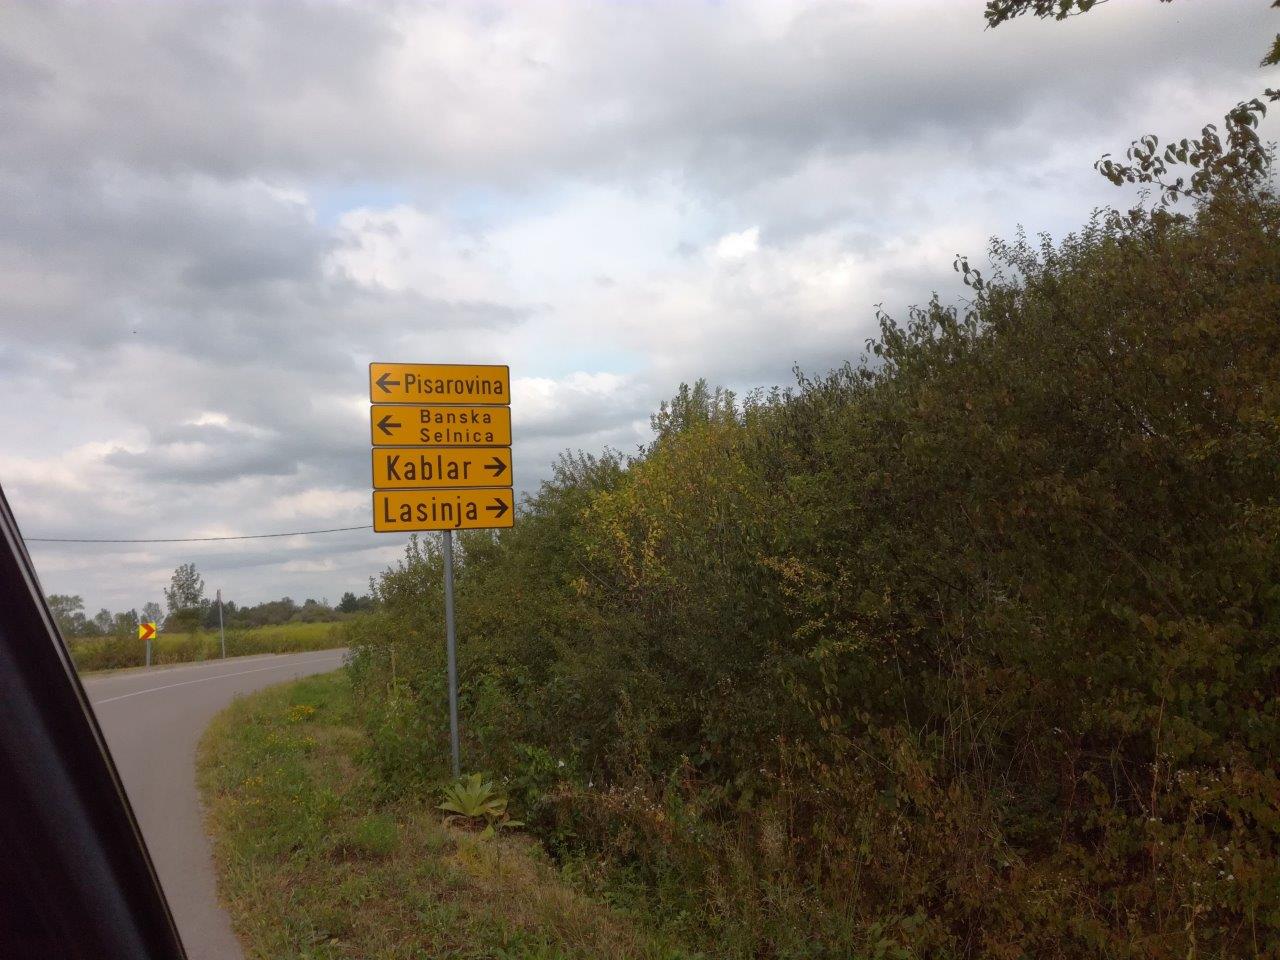 ← Pisarovina
← Banska
Selnica
Kablar →
Lasinja →